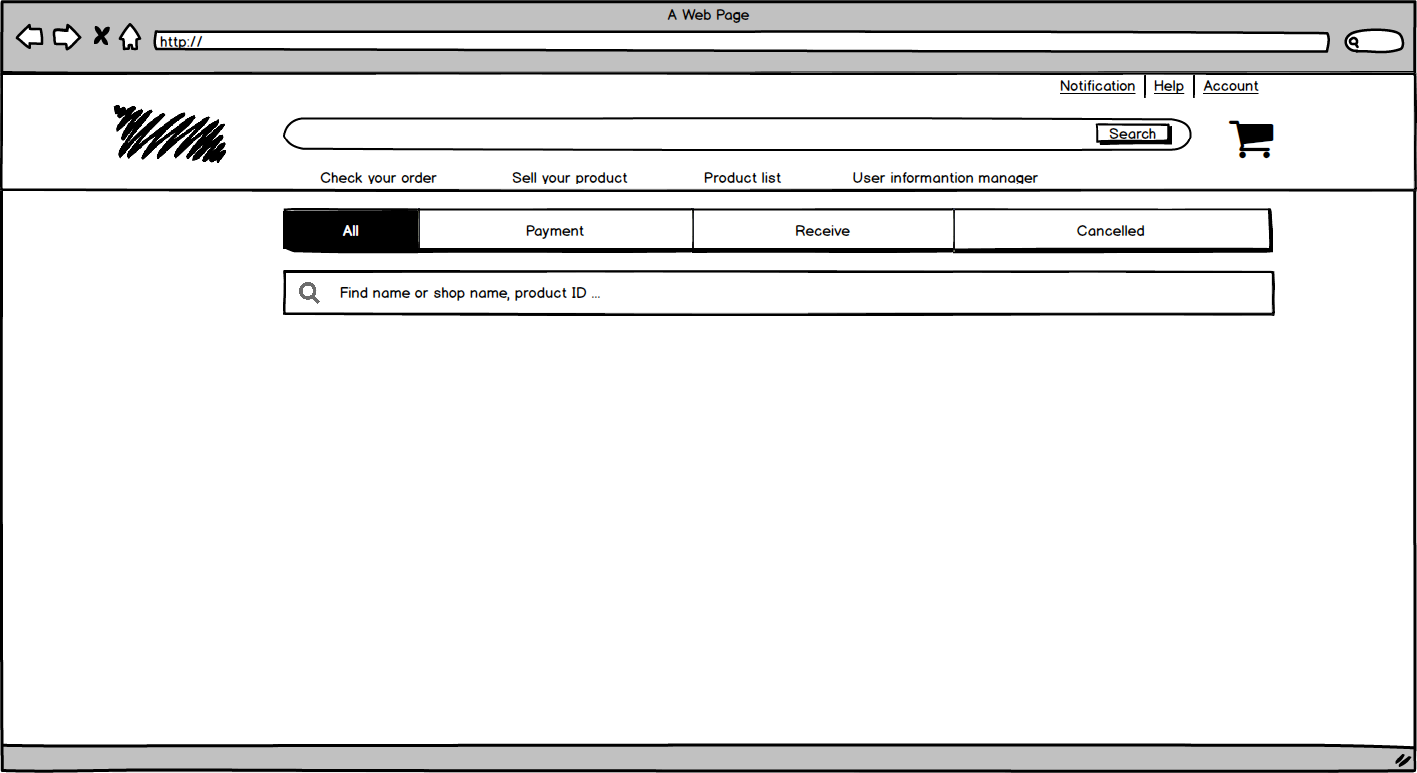 A Web Page
http://
Notification Help Account
Search
Check your order Sell your product Product list User informantion manager
All Payment Receive Cancelled
Find name or shop name, product ID ...